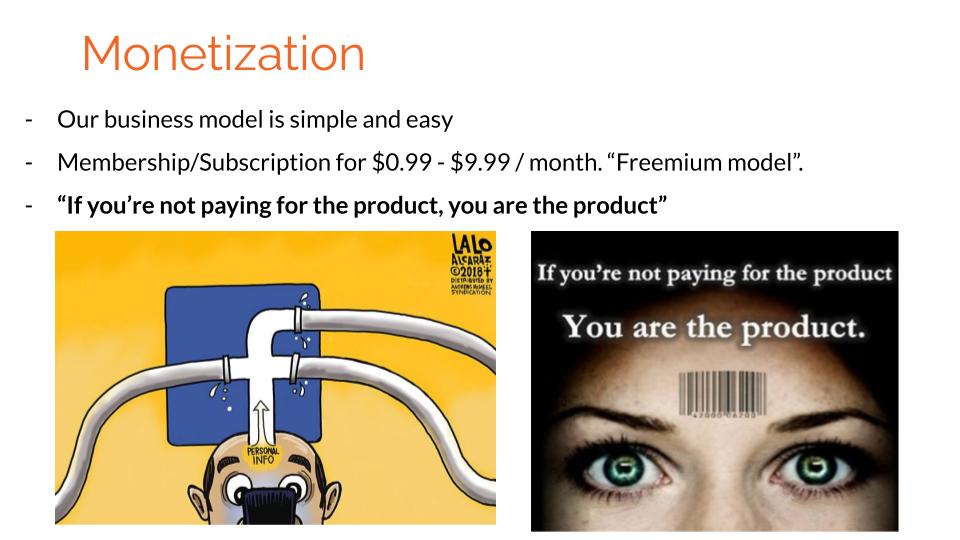 Monetization
- Our business model is simple and easy
- Membership/Subscription for $0.99 - $9.99 / month. “Freemium model”.
- “If you’re not paying for the product, you are the product”
LALO
ALCARAZ
©2018
DISTRIBUTED BY
ANDREWS McMEEL
SYNDICATION
PERSONAL
INFO
If you’re not paying for the product
You are the product.